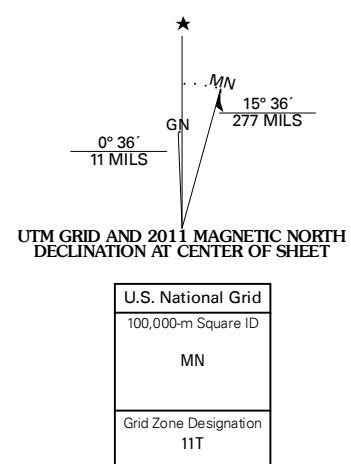 MN
GN
15° 36´
277 MILS
0° 36´
11 MILS
UTM GRID AND 2011 MAGNETIC NORTH
DECLINATION AT CENTER OF SHEET
U.S. National Grid
100,000-m Square ID
MN
Grid Zone Designation
11T